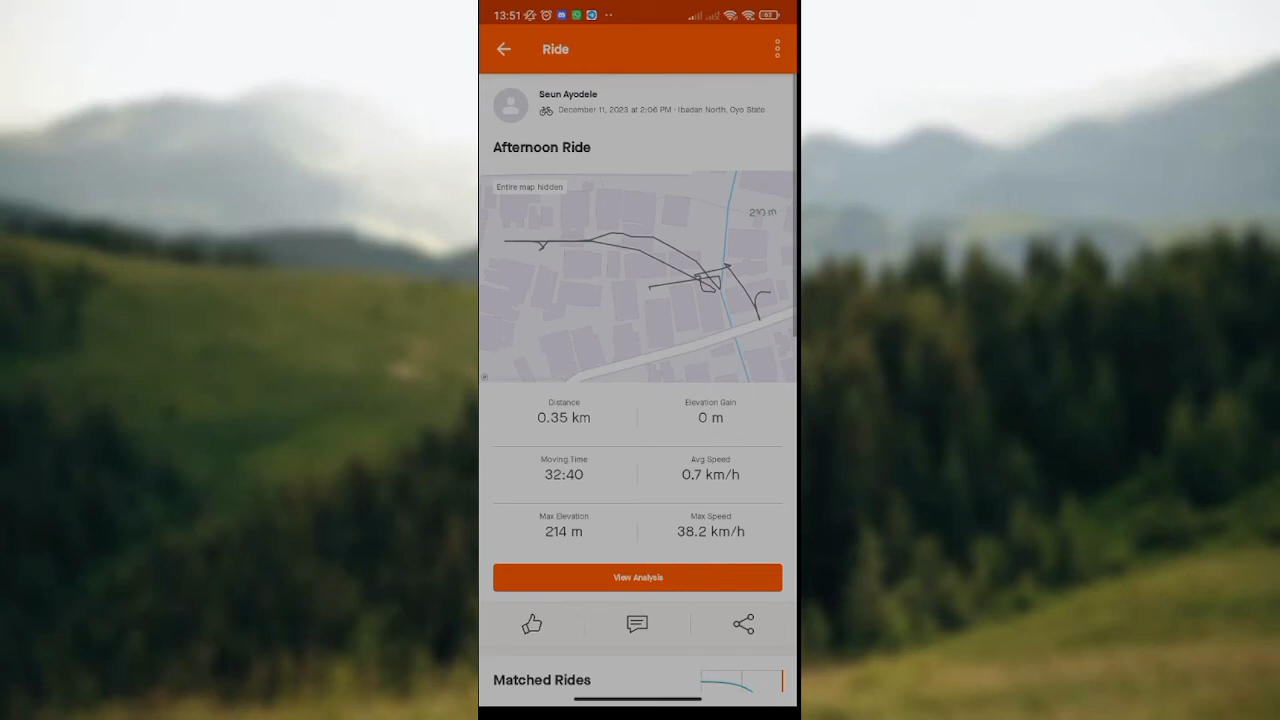 13:51
63
Ride
Seun Ayodele
December 11, 2023 at 2:06 PM · Ibadan North, Oyo State
Afternoon Ride
Entire map hidden
210 m
Distance
Elevation Gain
0.35 km
0 m
Moving Time
Avg Speed
32:40
0.7 km/h
Max Elevation
Max Speed
214 m
38.2 km/h
View Analysis
Matched Rides